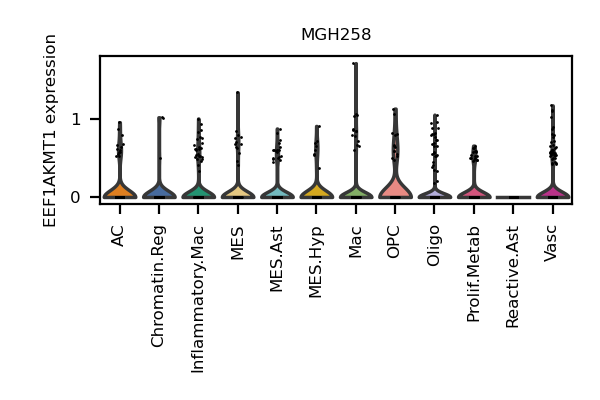 MGH258
EEF1AKMT1 expression
1
0
AC
Chromatin.Reg
Inflammatory.Mac
MES
MES.Ast
MES.Hyp
Mac
OPC
Oligo
Prolif.Metab
Reactive.Ast
Vasc